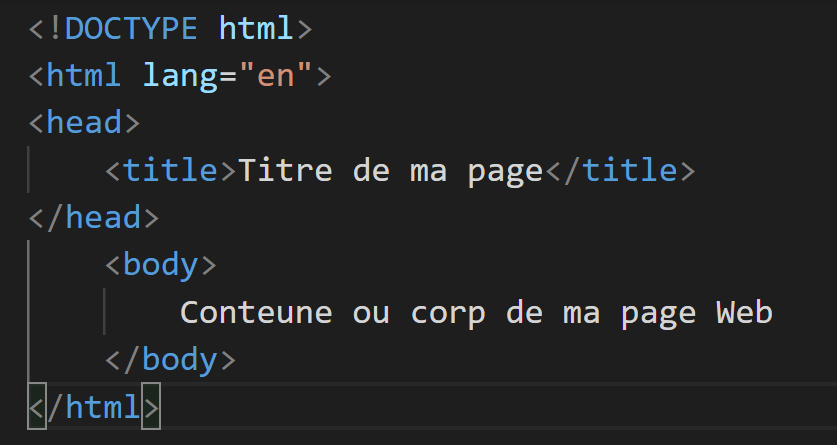 <!DOCTYPE html>
<html lang="en">
<head>
    <title>Titre de ma page</title>
</head>
    <body>
        Conteune ou corp de ma page Web
    </body>
</html>